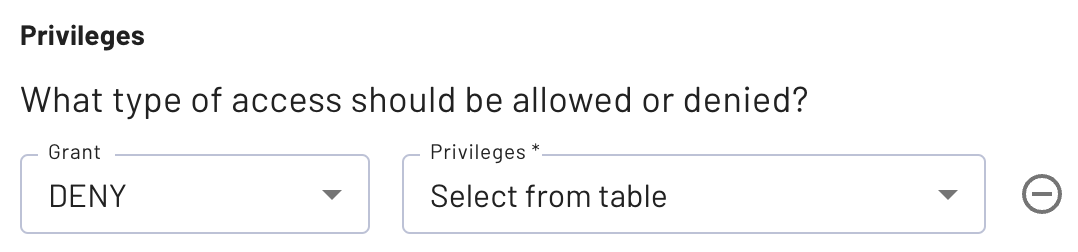 Privileges
What type of access should be allowed or denied?
Grant Privileges *
DENY Select from table